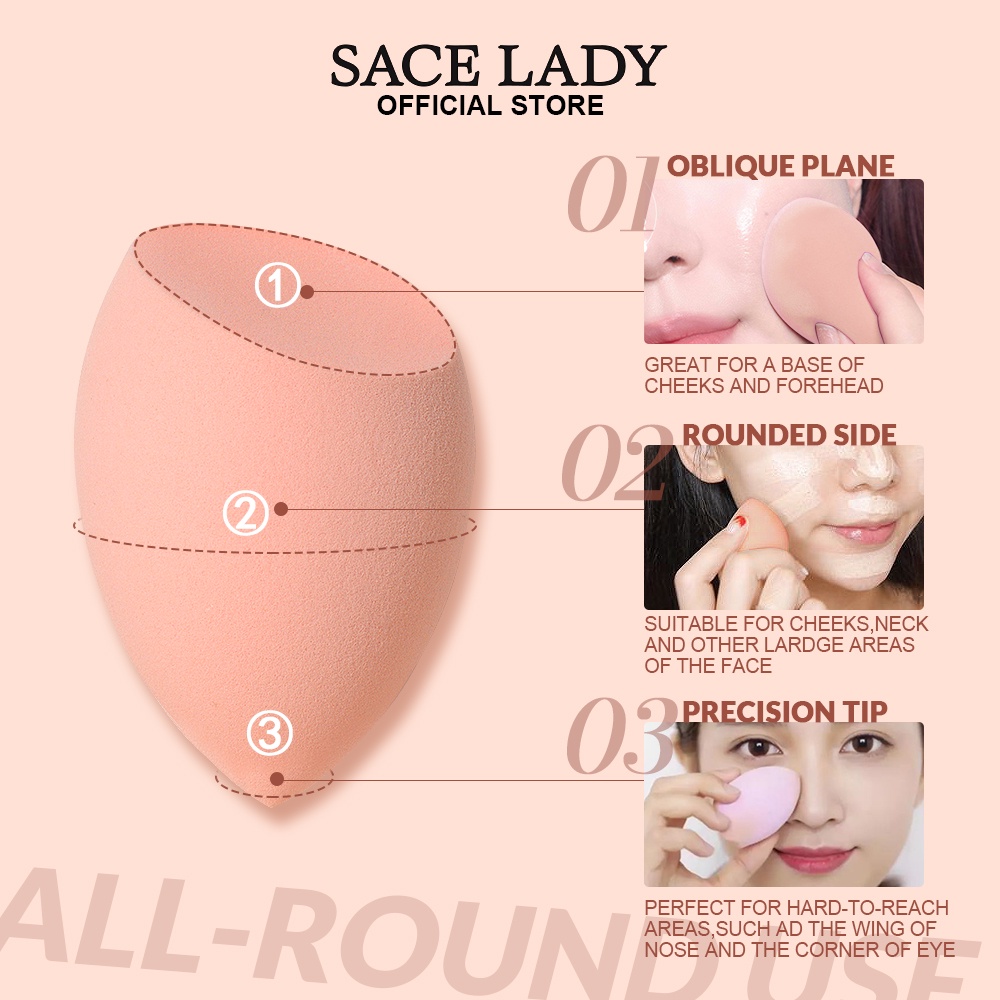 SACE LADY
OFFICIAL STORE
01 OBLIQUE PLANE
1
GREAT FOR A BASE OF
CHEEKS AND FOREHEAD
02 ROUNDED SIDE
2
SUITABLE FOR CHEEKS,NECK
AND OTHER LARDGE AREAS
OF THE FACE
03 PRECISION TIP
3
PERFECT FOR HARD-TO-REACH
AREAS,SUCH AD THE WING OF
NOSE AND THE CORNER OF EYE
ALL-ROUND USE